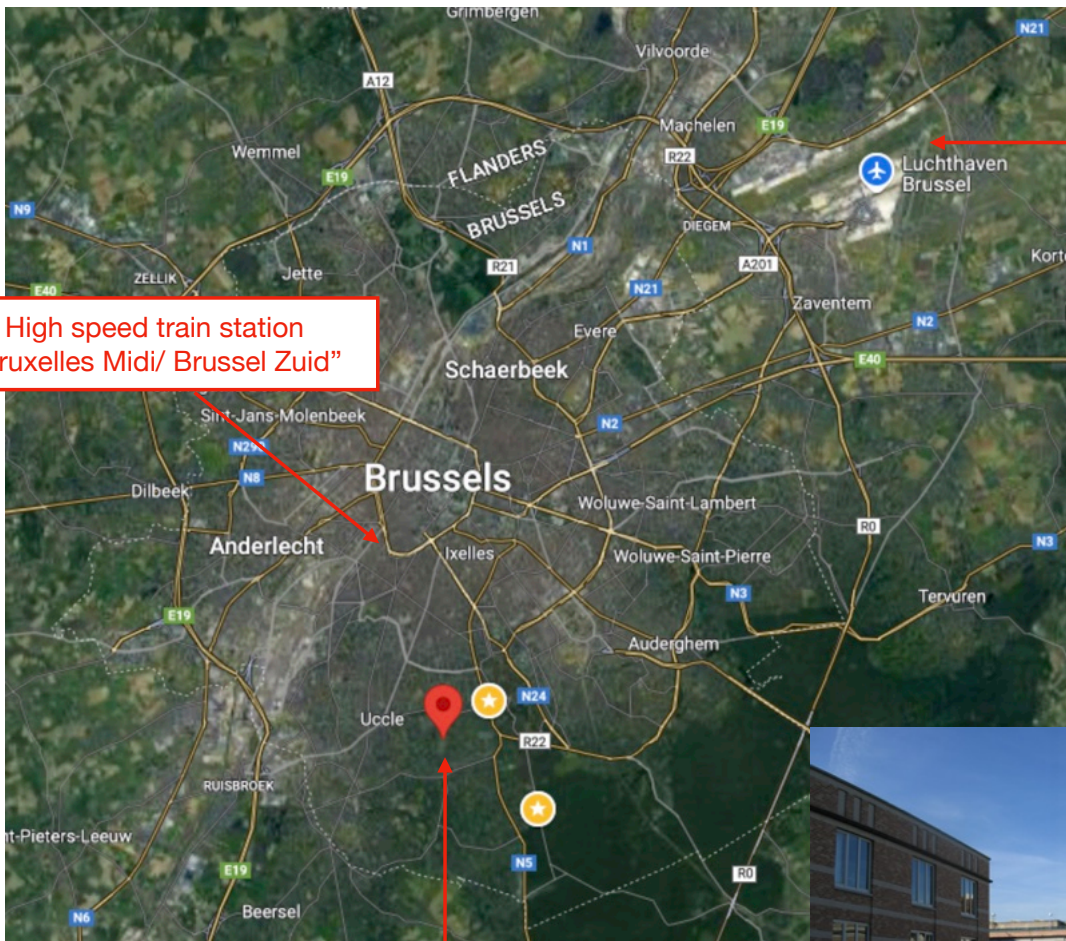 Grimbergen
N21
Vilvoorde
A12
Machelen
E19
Wemmel
FLANDERS
R22
E19
Luchthaven
Brussel
N9
BRUSSELS
DIEGEM
N1
ZELLIK
Jette
R21
A201
E40
N21
Zaventem
High speed train station
ruxelles Midi/ Brussel Zuid”
Evere
N2
E40
Schaerbeek
Sint-Jans-Molenbeek
N2
N8
Brussels
Dilbeek
Woluwe-Saint-Lambert
R0
Anderlecht
Ixelles
Woluwe-Saint-Pierre
N3
N3
Tervuren
E19
Auderghem
Uccle
N24
R22
RUISBROEK
nt-Pieters-Leeuw
N5
E19
R0
Beersel
N6